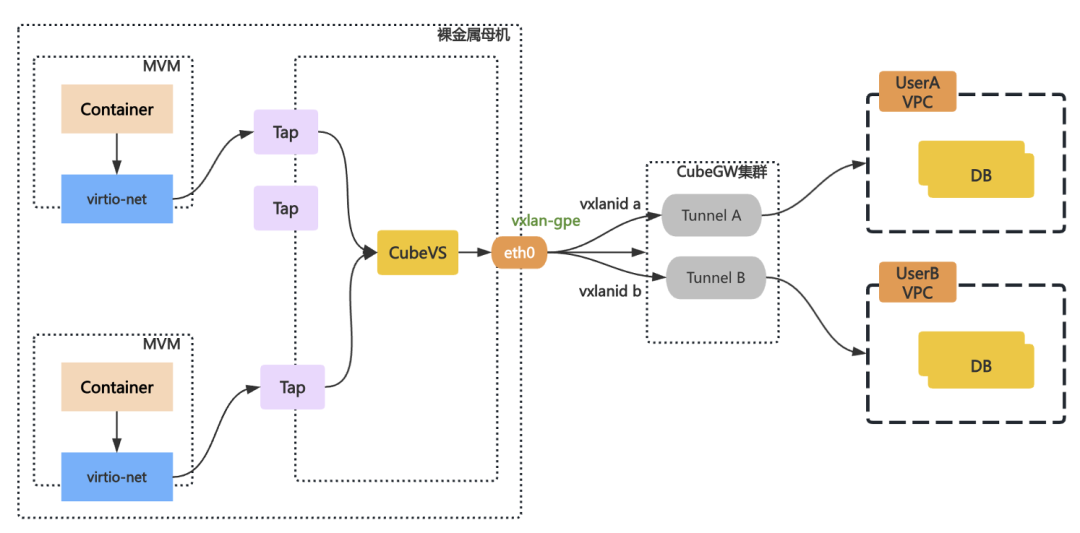 裸金属母机
MVM
Container
virtio-net
Tap
Tap
CubeVS
eth0
vxlan-gpe
MVM
Container
virtio-net
Tap
vxlanid a
vxlanid b
CubeGW集群
Tunnel A
Tunnel B
UserA
VPC
DB
UserB
VPC
DB